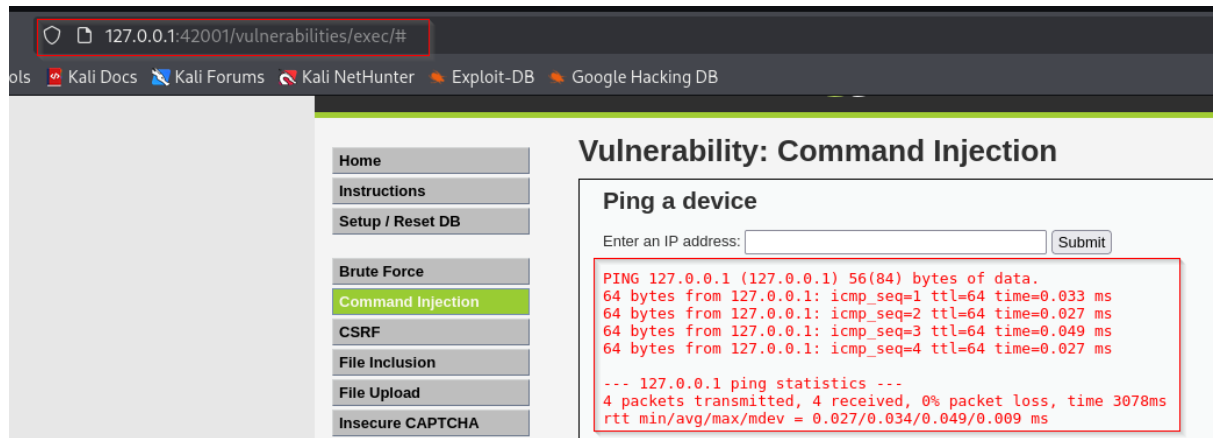 127.0.0.1:42001/vulnerabilities/exec/#
ols Kali Docs Kali Forums Kali NetHunter Exploit-DB Google Hacking DB
Home
Instructions
Setup / Reset DB
Brute Force
Command Injection
CSRF
File Inclusion
File Upload
Insecure CAPTCHA
Vulnerability: Command Injection
Ping a device
Enter an IP address: Submit
PING 127.0.0.1 (127.0.0.1) 56(84) bytes of data.
64 bytes from 127.0.0.1: icmp_seq=1 ttl=64 time=0.033 ms
64 bytes from 127.0.0.1: icmp_seq=2 ttl=64 time=0.027 ms
64 bytes from 127.0.0.1: icmp_seq=3 ttl=64 time=0.049 ms
64 bytes from 127.0.0.1: icmp_seq=4 ttl=64 time=0.027 ms
--- 127.0.0.1 ping statistics ---
4 packets transmitted, 4 received, 0% packet loss, time 3078ms
rtt min/avg/max/mdev = 0.027/0.034/0.049/0.009 ms